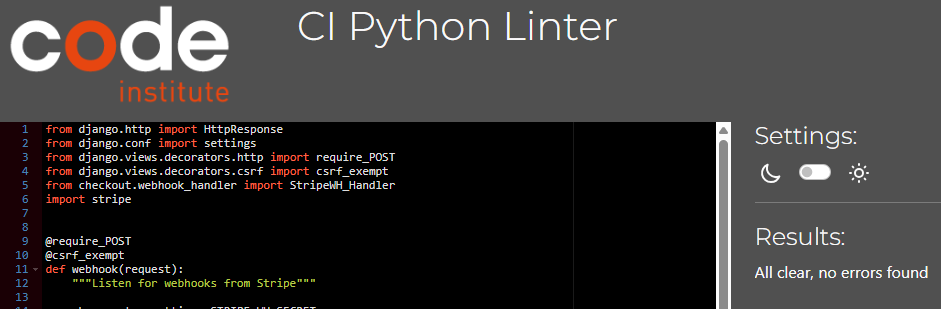 code
institute
CI Python Linter
1 from django.http import HttpResponse
2 from django.conf import settings
3 from django.views.decorators.http import require_POST
4 from django.views.decorators.csrf import csrf_exempt
5 from checkout.webhook_handler import StripeWH_Handler
6 import stripe
7
8
9 @require_POST
10 @csrf_exempt
11 def webhook(request):
12 """Listen for webhooks from Stripe"""
13
Settings:
Results:
All clear, no errors found